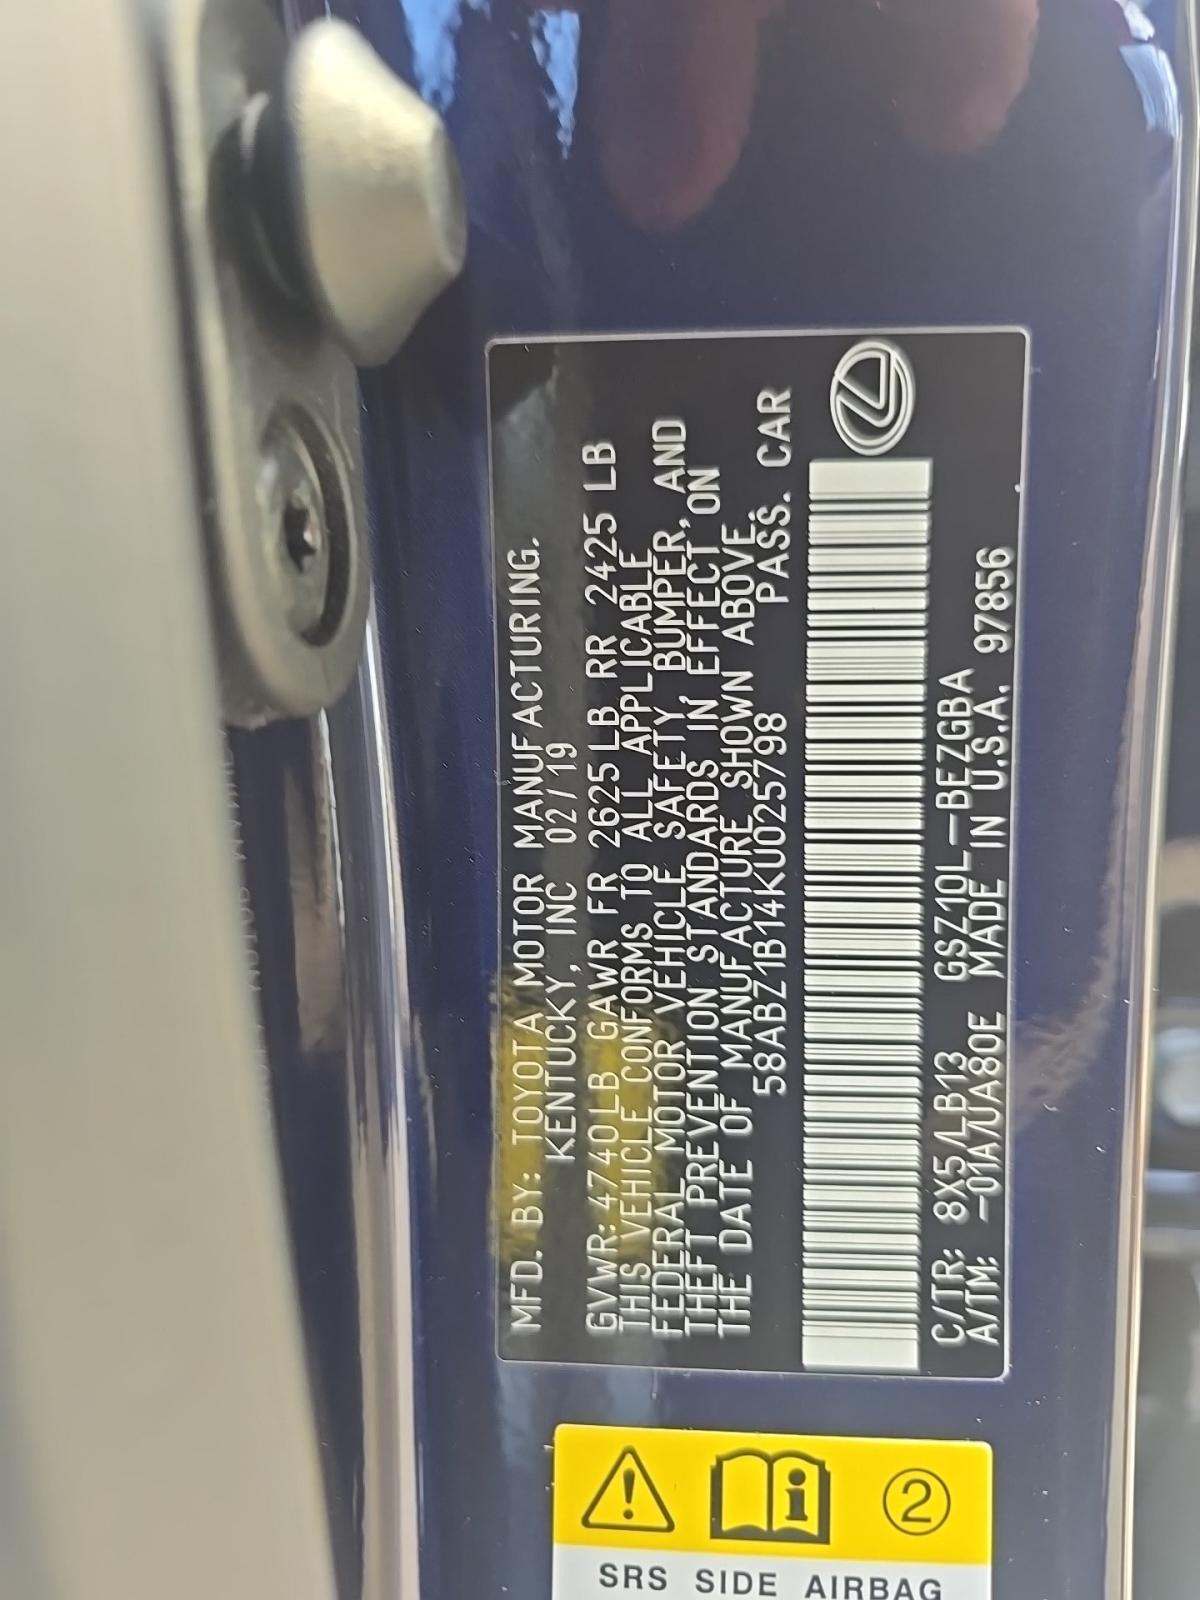 MFD. BY: TOYOTA MOTOR MANUFACTURING.
KENTUCKY, INC 02/19
GVWR: 4740LB GAWR FR 2625LB RR 2425 LB
THIS VEHICLE CONFORMS TO ALL APPLICABLE
FEDERAL MOTOR VEHICLE SAFETY, BUMPER, AND
THEFT PREVENTION STANDARDS IN EFFECT ON
THE DATE OF MANUFACTURE SHOWN ABOVE.
58ABZ1B14KU025798 PASS. CAR
C/TR: 8X5/LB13 GSZ10L-BEZGBA
A/TM: -01A/UA80E MADE IN U.S.A. 97856
2
SRS SIDE AIRBAG